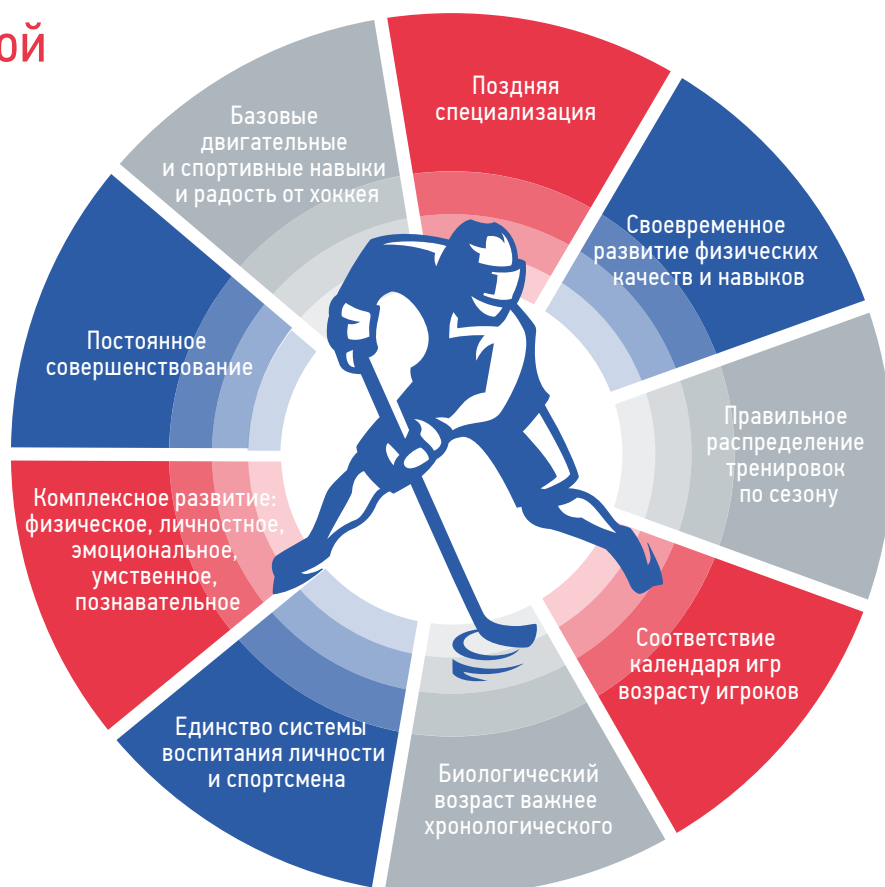 ой
Поздняя
специализация
Своевременное
развитие физических
качеств и навыков
Правильное
распределение
тренировок
по сезону
Соответствие
календаря игр
возрасту игроков
Биологический
возраст важнее
хронологического
Единство системы
воспитания личности
и спортсмена
Комплексное развитие:
физическое, личностное,
эмоциональное,
умственное,
познавательное
Постоянное
совершенствование
Базовые
двигательные
и спортивные навыки
и радость от хоккея